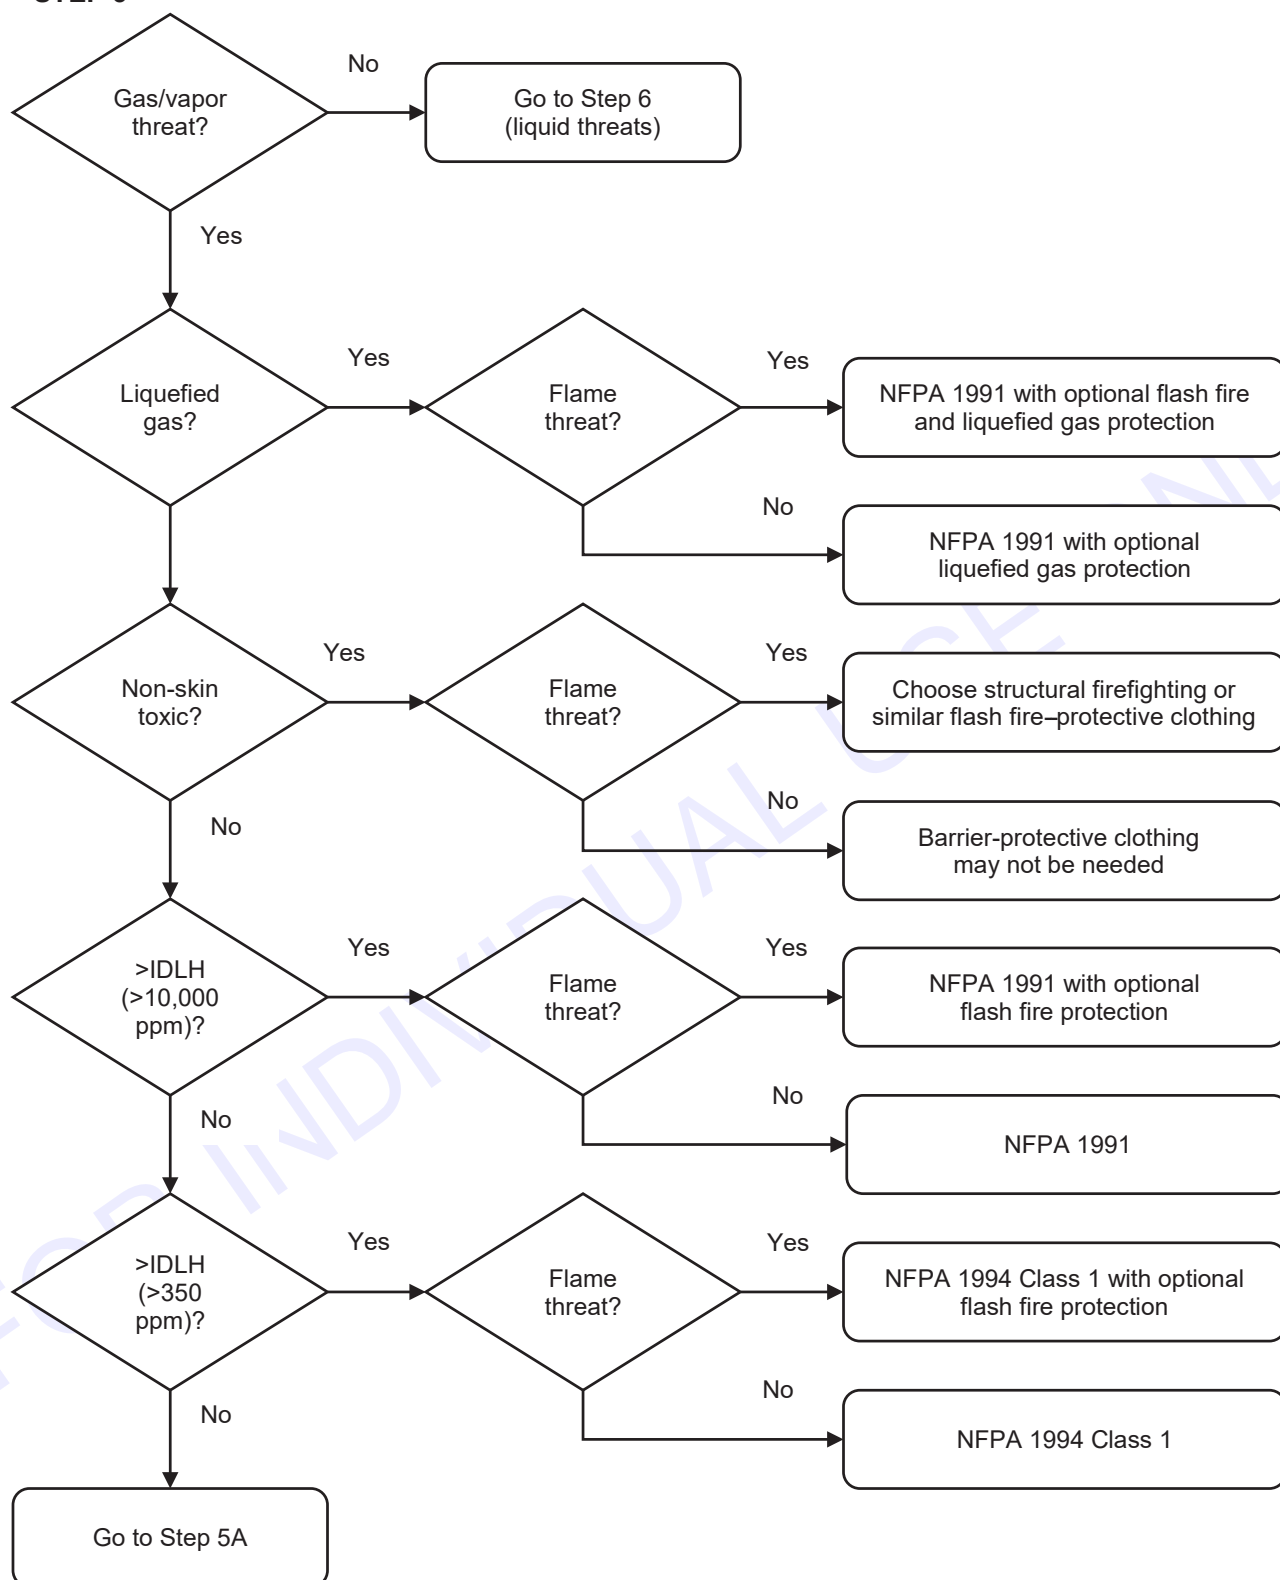 Gas/vapor
threat?
No
Go to Step 6
(liquid threats)
Yes
Liquefied
gas?
Yes
Flame
threat?
Yes
NFPA 1991 with optional flash fire
and liquefied gas protection
No
NFPA 1991 with optional
liquefied gas protection
Non-skin
toxic?
Yes
Flame
threat?
Yes
Choose structural firefighting or
similar flash fire–protective clothing
No
Barrier-protective clothing
may not be needed
No
>IDLH
(>10,000
ppm)?
Yes
Flame
threat?
Yes
NFPA 1991 with optional
flash fire protection
No
NFPA 1991
No
>IDLH
(>350
ppm)?
Yes
Flame
threat?
Yes
NFPA 1994 Class 1 with optional
flash fire protection
No
NFPA 1994 Class 1
No
Go to Step 5A
FOR INDIVIDUAL USE